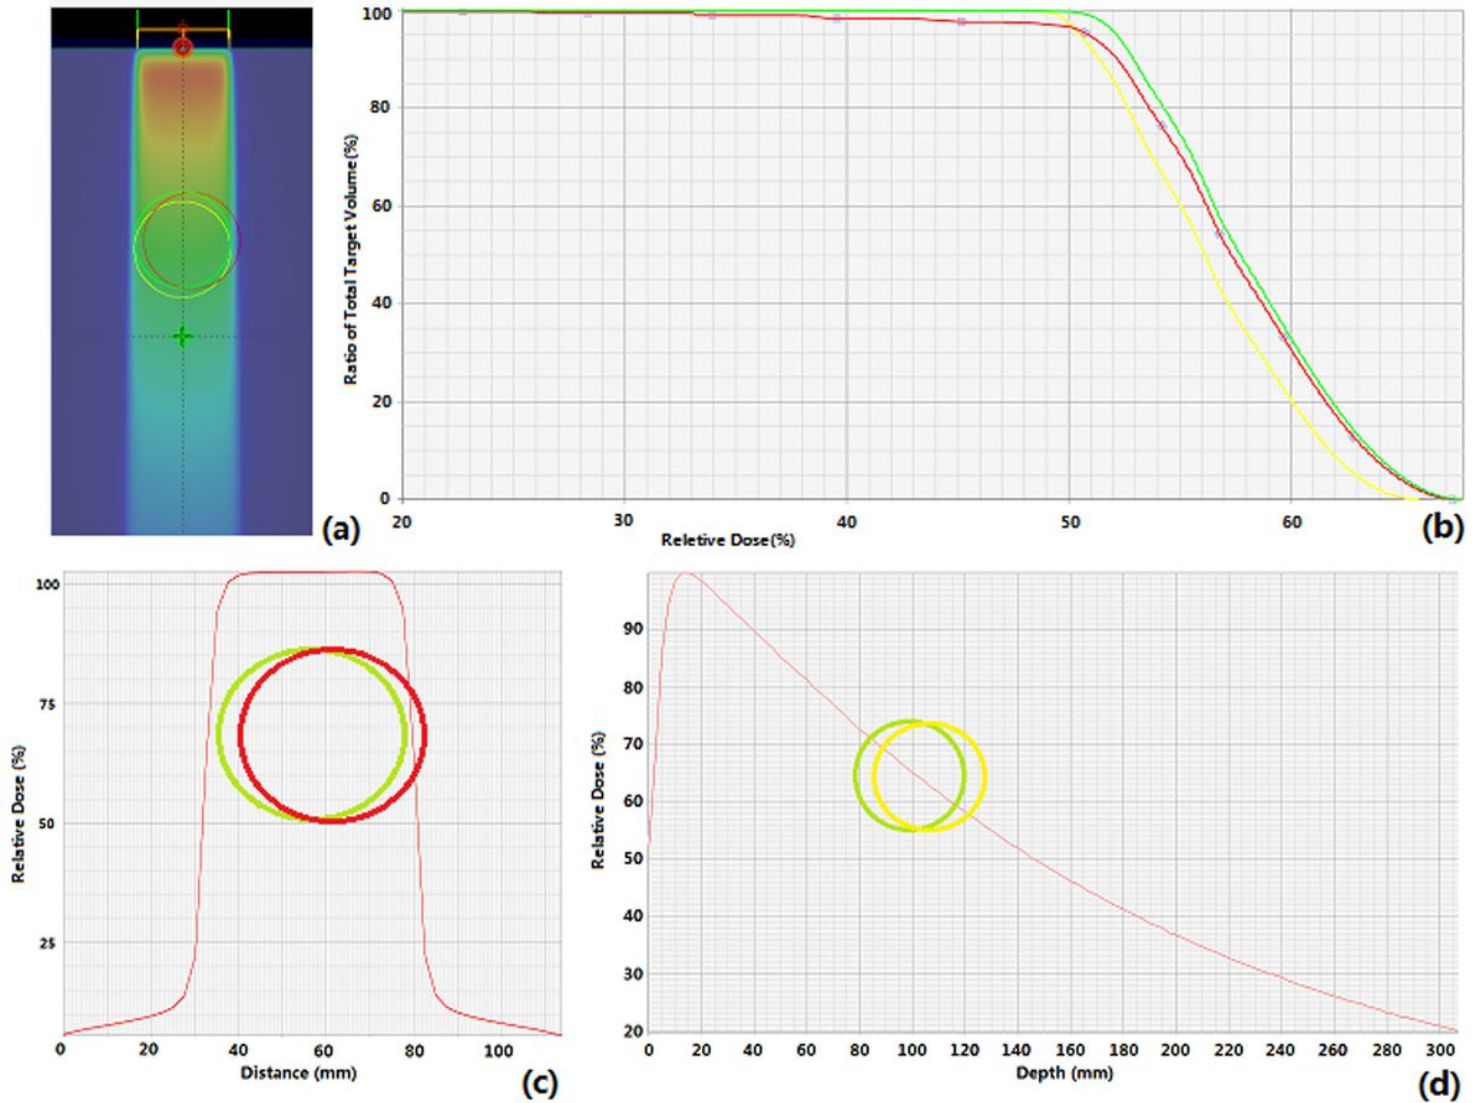 100
80
60
40
20
0
Ratio of Total Target Volume(%)
20 30 40 50 60
Reletive Dose(%)
(a)
(b)
100
75
50
25
Relative Dose (%)
0 20 40 60 80 100
Distance (mm)
(c)
90
80
70
60
50
40
30
20
Relative Dose (%)
0 20 40 60 80 100 120 140 160 180 200 220 240 260 280 300
Depth (mm)
(d)